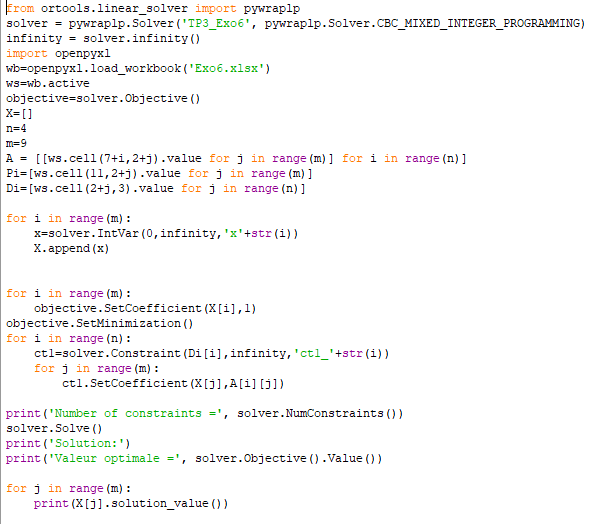 from ortools.linear_solver import pywraplp
solver = pywraplp.Solver('TP3_Exo6', pywraplp.Solver.CBC_MIXED_INTEGER_PROGRAMMING)
infinity = solver.infinity()
import openpyxl
wb=openpyxl.load_workbook('Exo6.xlsx')
ws=wb.active
objective=solver.Objective()
X=[]
n=4
m=9
A = [[ws.cell(7+i,2+j).value for j in range(m)] for i in range(n)]
Pi=[ws.cell(11,2+j).value for j in range(m)]
Di=[ws.cell(2+j,3).value for j in range(n)]
for i in range(m):
    x=solver.IntVar(0,infinity,'x'+str(i))
    X.append(x)
for i in range(m):
    objective.SetCoefficient(X[i],1)
objective.SetMinimization()
for i in range(n):
    ct1=solver.Constraint(Di[i],infinity,'ct1_'+str(i))
    for j in range(m):
        ct1.SetCoefficient(X[j],A[i][j])
print('Number of constraints =', solver.NumConstraints())
solver.Solve()
print('Solution:')
print('Valeur optimale =', solver.Objective().Value())
for j in range(m):
    print(X[j].solution_value())